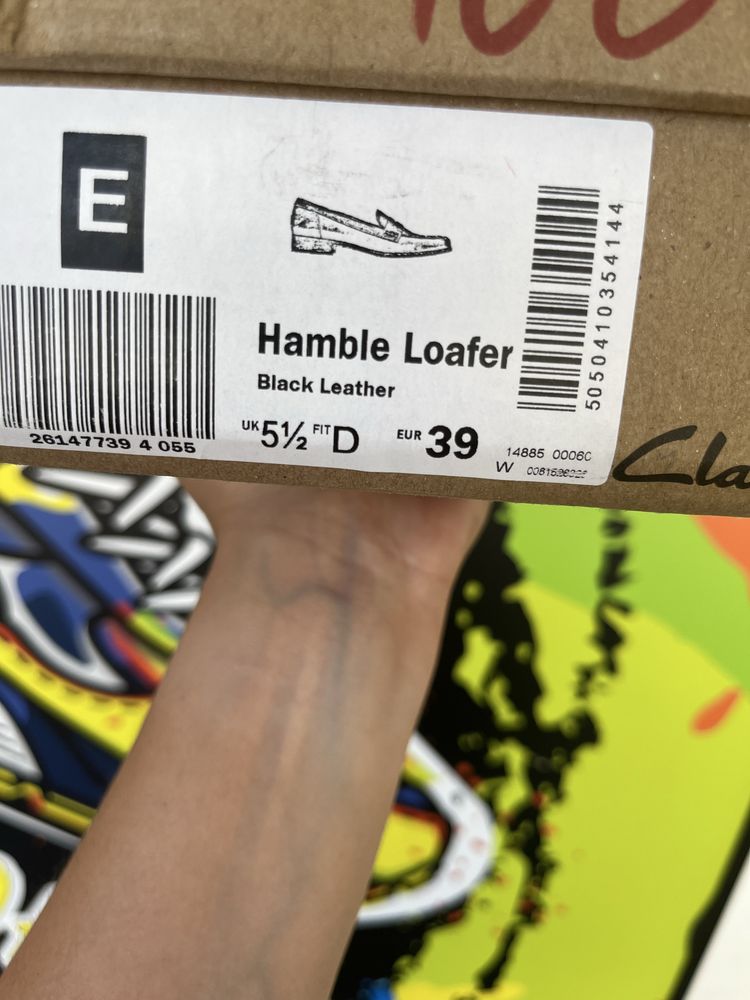 E
Hamble Loafer
Black Leather
UK 5½ FIT D EUR 39
26147739 4 055
5050410354144
14885 0006C
W
Cla